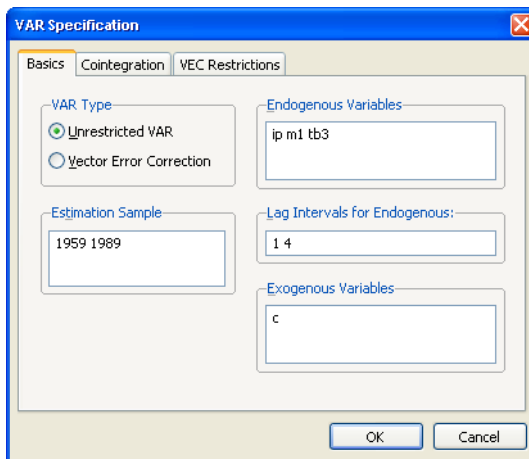 VAR Specification
Basics
Cointegration
VEC Restrictions
VAR Type
Unrestricted VAR
Vector Error Correction
Endogenous Variables
ip m1 tb3
Estimation Sample
1959 1989
Lag Intervals for Endogenous:
1 4
Exogenous Variables
c
OK
Cancel